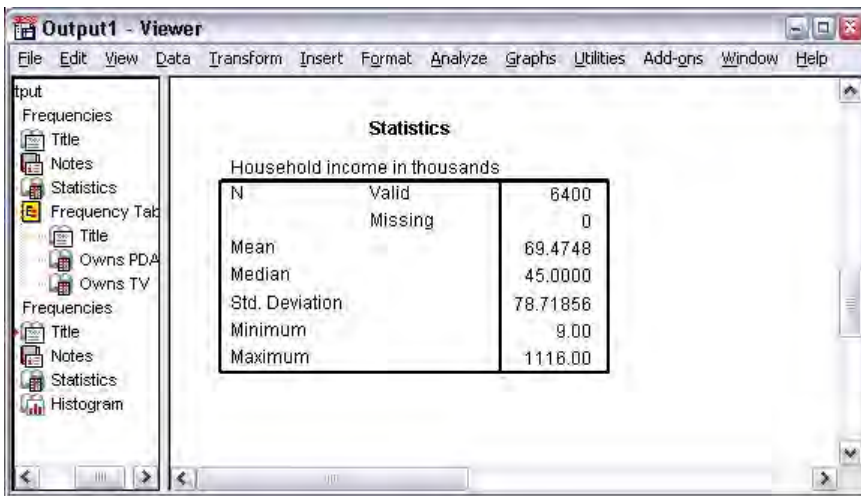 Output1 - Viewer
File Edit View Data Transform Insert Format Analyze Graphs Utilities Add-ons Window Help
tput
Frequencies
Title
Notes
Statistics
Frequency Tab
Title
Owns PDA
Owns TV
Frequencies
Title
Notes
Statistics
Histogram
Statistics
Household income in thousands
N Valid 6400
Missing 0
Mean 69.4748
Median 45.0000
Std. Deviation 78.71856
Minimum 9.00
Maximum 1116.00